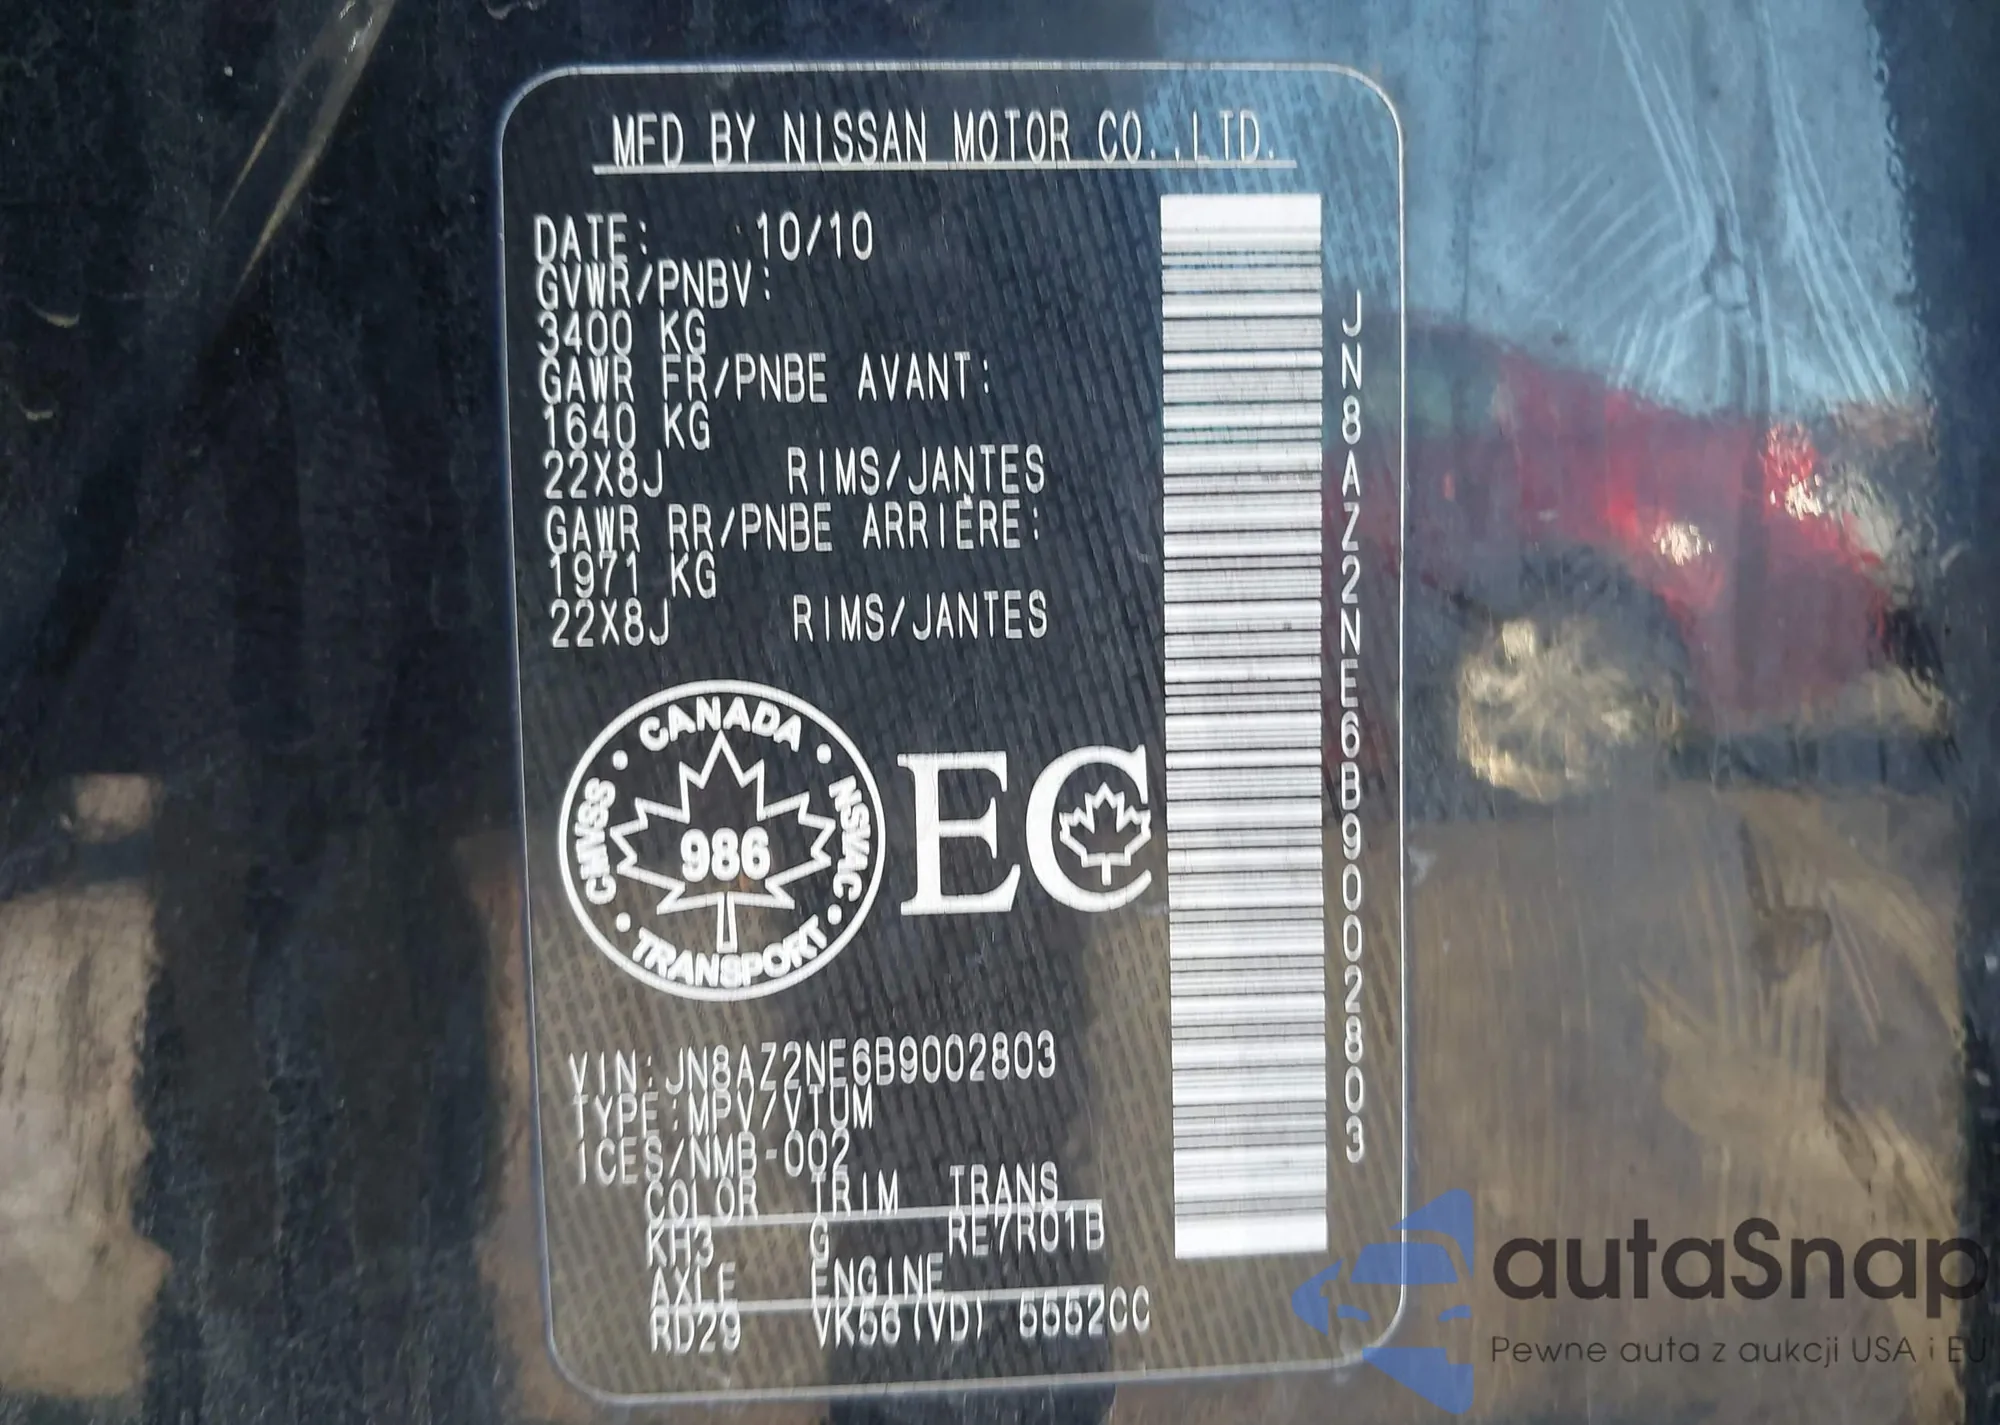 MFD BY NISSAN MOTOR CO.,LTD.
DATE: 10/10
GVWR/PNBV:
3400 KG
GAWR FR/PNBE AVANT:
1640 KG
22X8J RIMS/JANTES
GAWR RR/PNBE ARRIÈRE:
1971 KG
22X8J RIMS/JANTES
CANADA
CMVSS
986
NSVAC
TRANSPORT
EC
VIN:JN8AZ2NE6B9002803
TYPE:MPV/VTUM
ICES/NMB-002
COLOR TRIM TRANS
KH3 G RE7R01B
AXLE ENGINE
RD29 VK56(VD) 5552CC
JN8AZ2NE6B9002803
autaSnap
Pewne auta z aukcji USA i EU